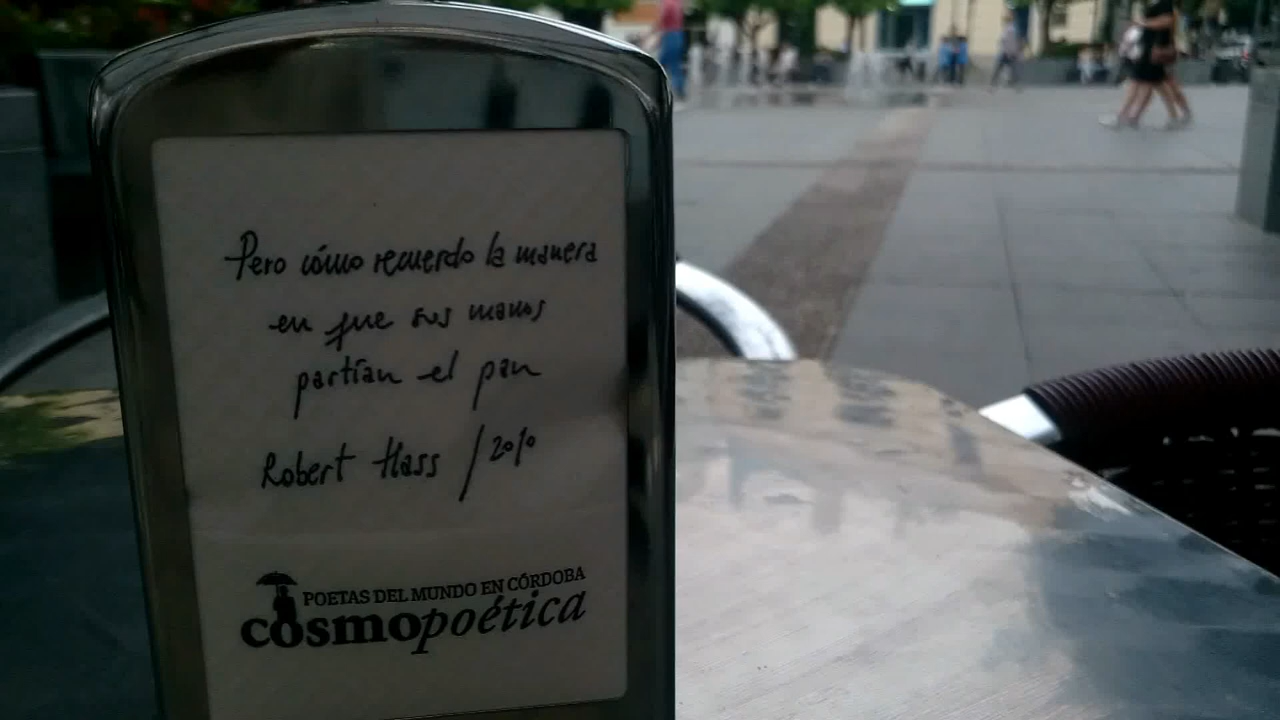 Pero cómo recuerdo la manera
en que sus manos
partían el pan
Robert Hass /2010
POETAS DEL MUNDO EN CÓRDOBA
cosmopoética